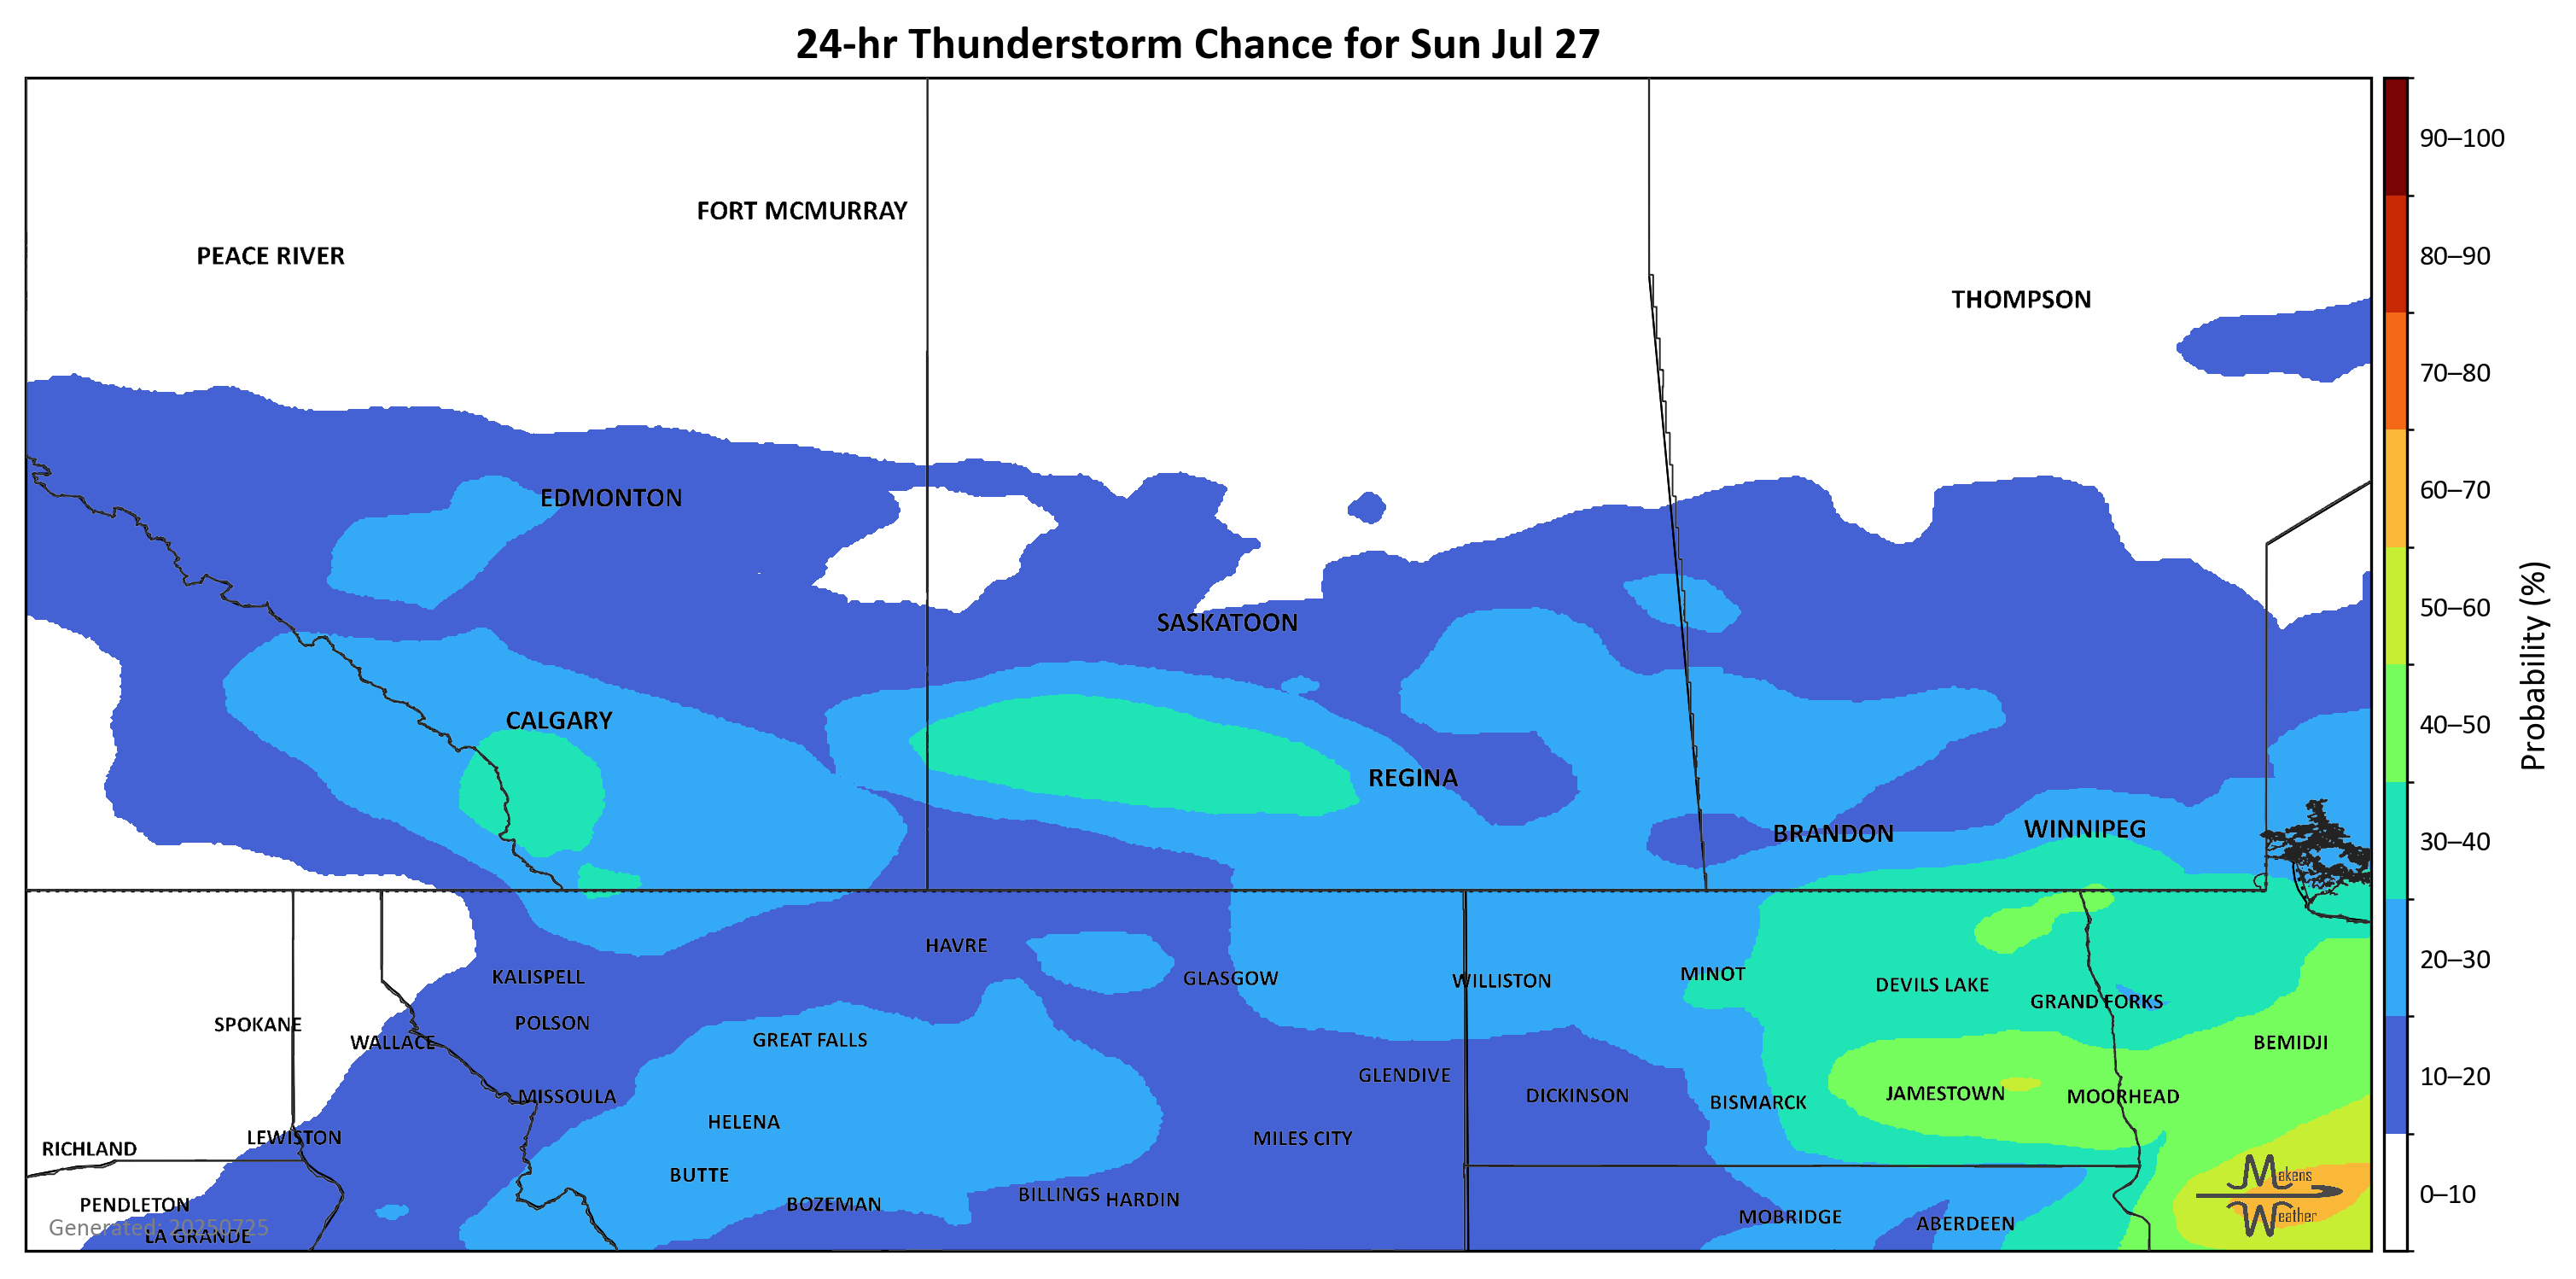 24-hr Thunderstorm Chance for Sun Jul 27
90–100
FORT MCMURRAY
PEACE RIVER
80–90
THOMPSON
70–80
60–70
EDMONTON
50–60
SASKATOON
Probability (%)
CALGARY
40–50
REGINA
WINNIPEG
BRANDON
30–40
HAVRE
20–30
MINOT
KALISPELL
GLASGOW
WILLISTON
DEVILS LAKE
GRAND FORKS
SPOKANE
POLSON
WALLACE
GREAT FALLS
BEMIDJI
GLENDIVE
10–20
MISSOULA
DICKINSON
BISMARCK
JAMESTOWN
MOORHEAD
HELENA
LEWISTON
MILES CITY
RICHLAND
BUTTE
Makens
Weather
0–10
BILLINGS
HARDIN
PENDLETON
BOZEMAN
MOBRIDGE
ABERDEEN
Generated: 20250725
LA GRANDE